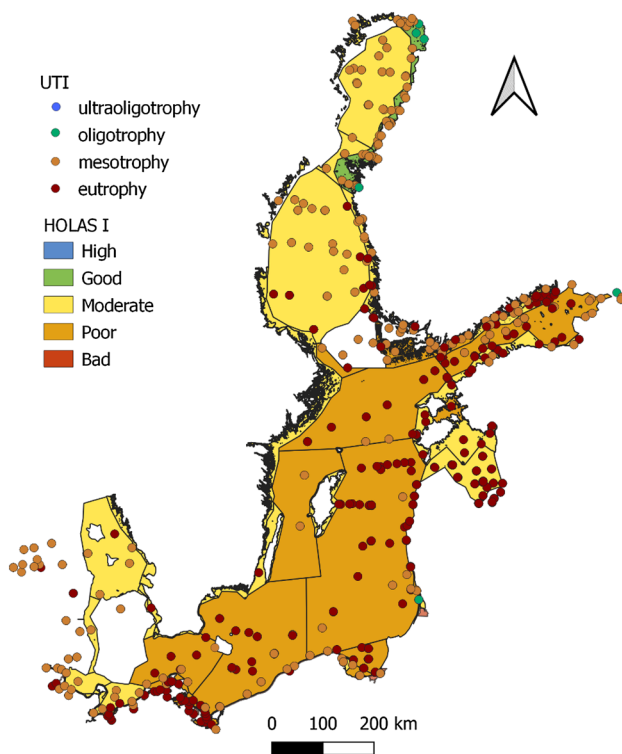 UTI
ultraoligotrophy
oligotrophy
mesotrophy
eutrophy
HOLAS I
High
Good
Moderate
Poor
Bad
0 100 200 km